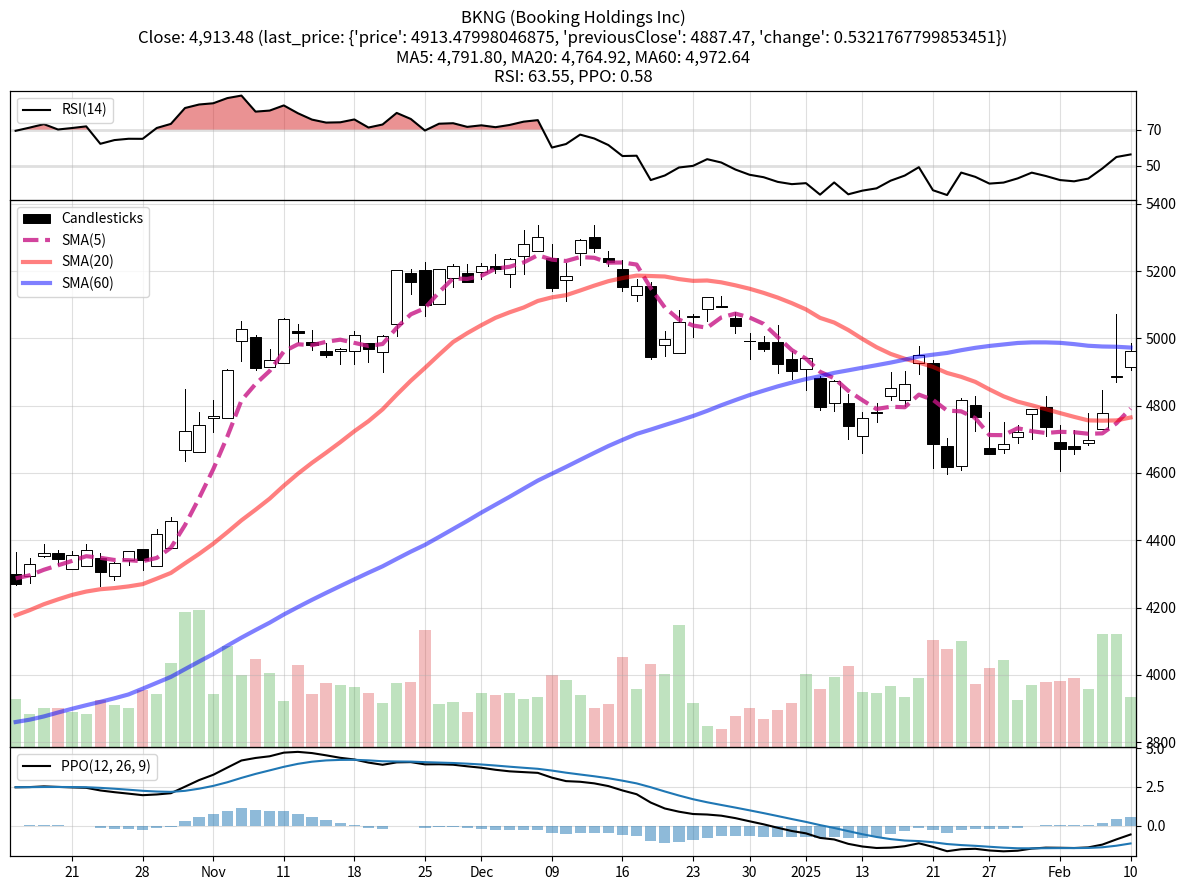 BKNG (Booking Holdings Inc)
Close: 4,913.48 (last_price: {'price': 4913.47998046875, 'previousClose': 4887.47, 'change': 0.5321767799853451})
MA5: 4,791.80, MA20: 4,764.92, MA60: 4,972.64
RSI: 63.55, PPO: 0.58
RSI(14)
70
50
5400
Candlesticks
SMA(5)
SMA(20)
SMA(60)
5200
5000
4800
4600
4400
4200
4000
3800
5.0
PPO(12, 26, 9)
2.5
0.0
21 28 Nov 11 18 25 Dec 09 16 23 30 2025 13 21 27 Feb 10